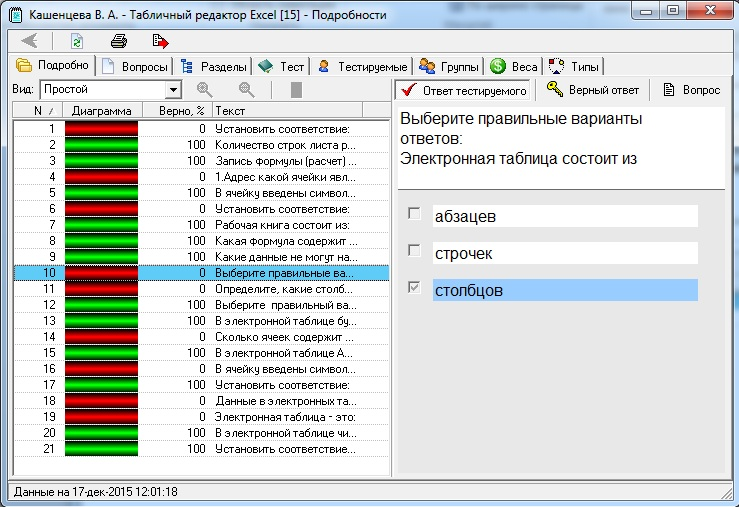 Кашенцева В. А. - Табличный редактор Excel [15] - Подробности
Подробно Вопросы Разделы Тест Тестируемые Группы Веса Типы
Вид: Простой
Ответ тестируемого Верный ответ Вопрос
N / Диаграмма Верно, % Текст
1 0 Установить соответствие:
2 100 Количество строк листа р...
3 100 Запись формулы (расчет) ...
4 0 1.Адрес какой ячейки явл...
5 100 В ячейку введены символ...
6 0 Установить соответствие:
7 100 Рабочая книга состоит из:
8 100 Какая формула содержит ...
9 100 Какие данные не могут на...
10 0 Выберите правильные ва...
11 0 Определите, какие столб...
12 100 Выберите правильный ва...
13 100 В электронной таблице бу...
14 0 Сколько ячеек содержит ...
15 100 В электронной таблице А...
16 0 В ячейку введены символ...
17 100 Установить соответствие:
18 0 Данные в электронных та...
19 0 Электронная таблица - это:
20 100 В электронной таблице чи...
21 100 Установить соответствие...
Выберите правильные варианты
ответов:
Электронная таблица состоит из
абзацев
строчек
столбцов
Данные на 17-дек-2015 12:01:18